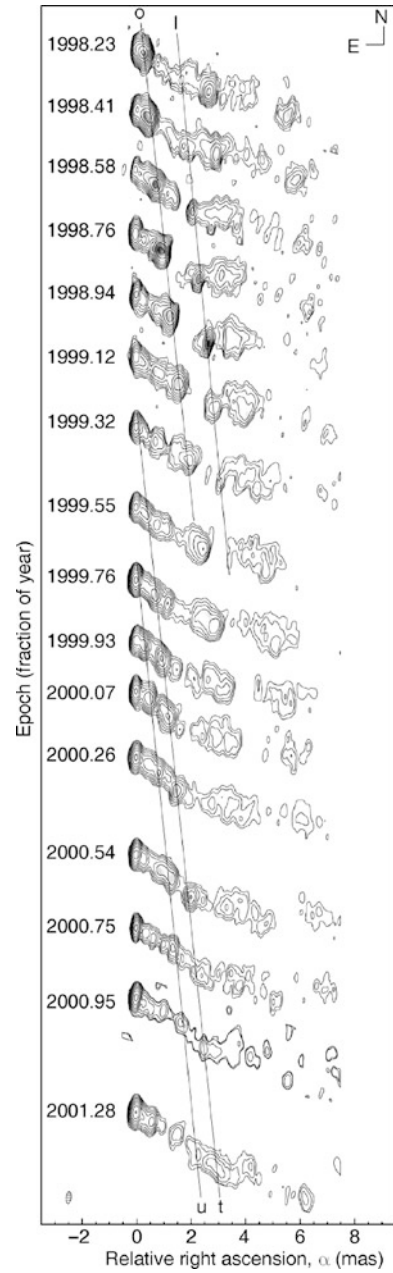 o l
N
E
1998.23
1998.41
1998.58
1998.76
1998.94
1999.12
1999.32
1999.55
1999.76
1999.93
2000.07
2000.26
2000.54
2000.75
2000.95
2001.28
u t
Epoch (fraction of year)
−2 0 2 4 6 8
Relative right ascension, α (mas)